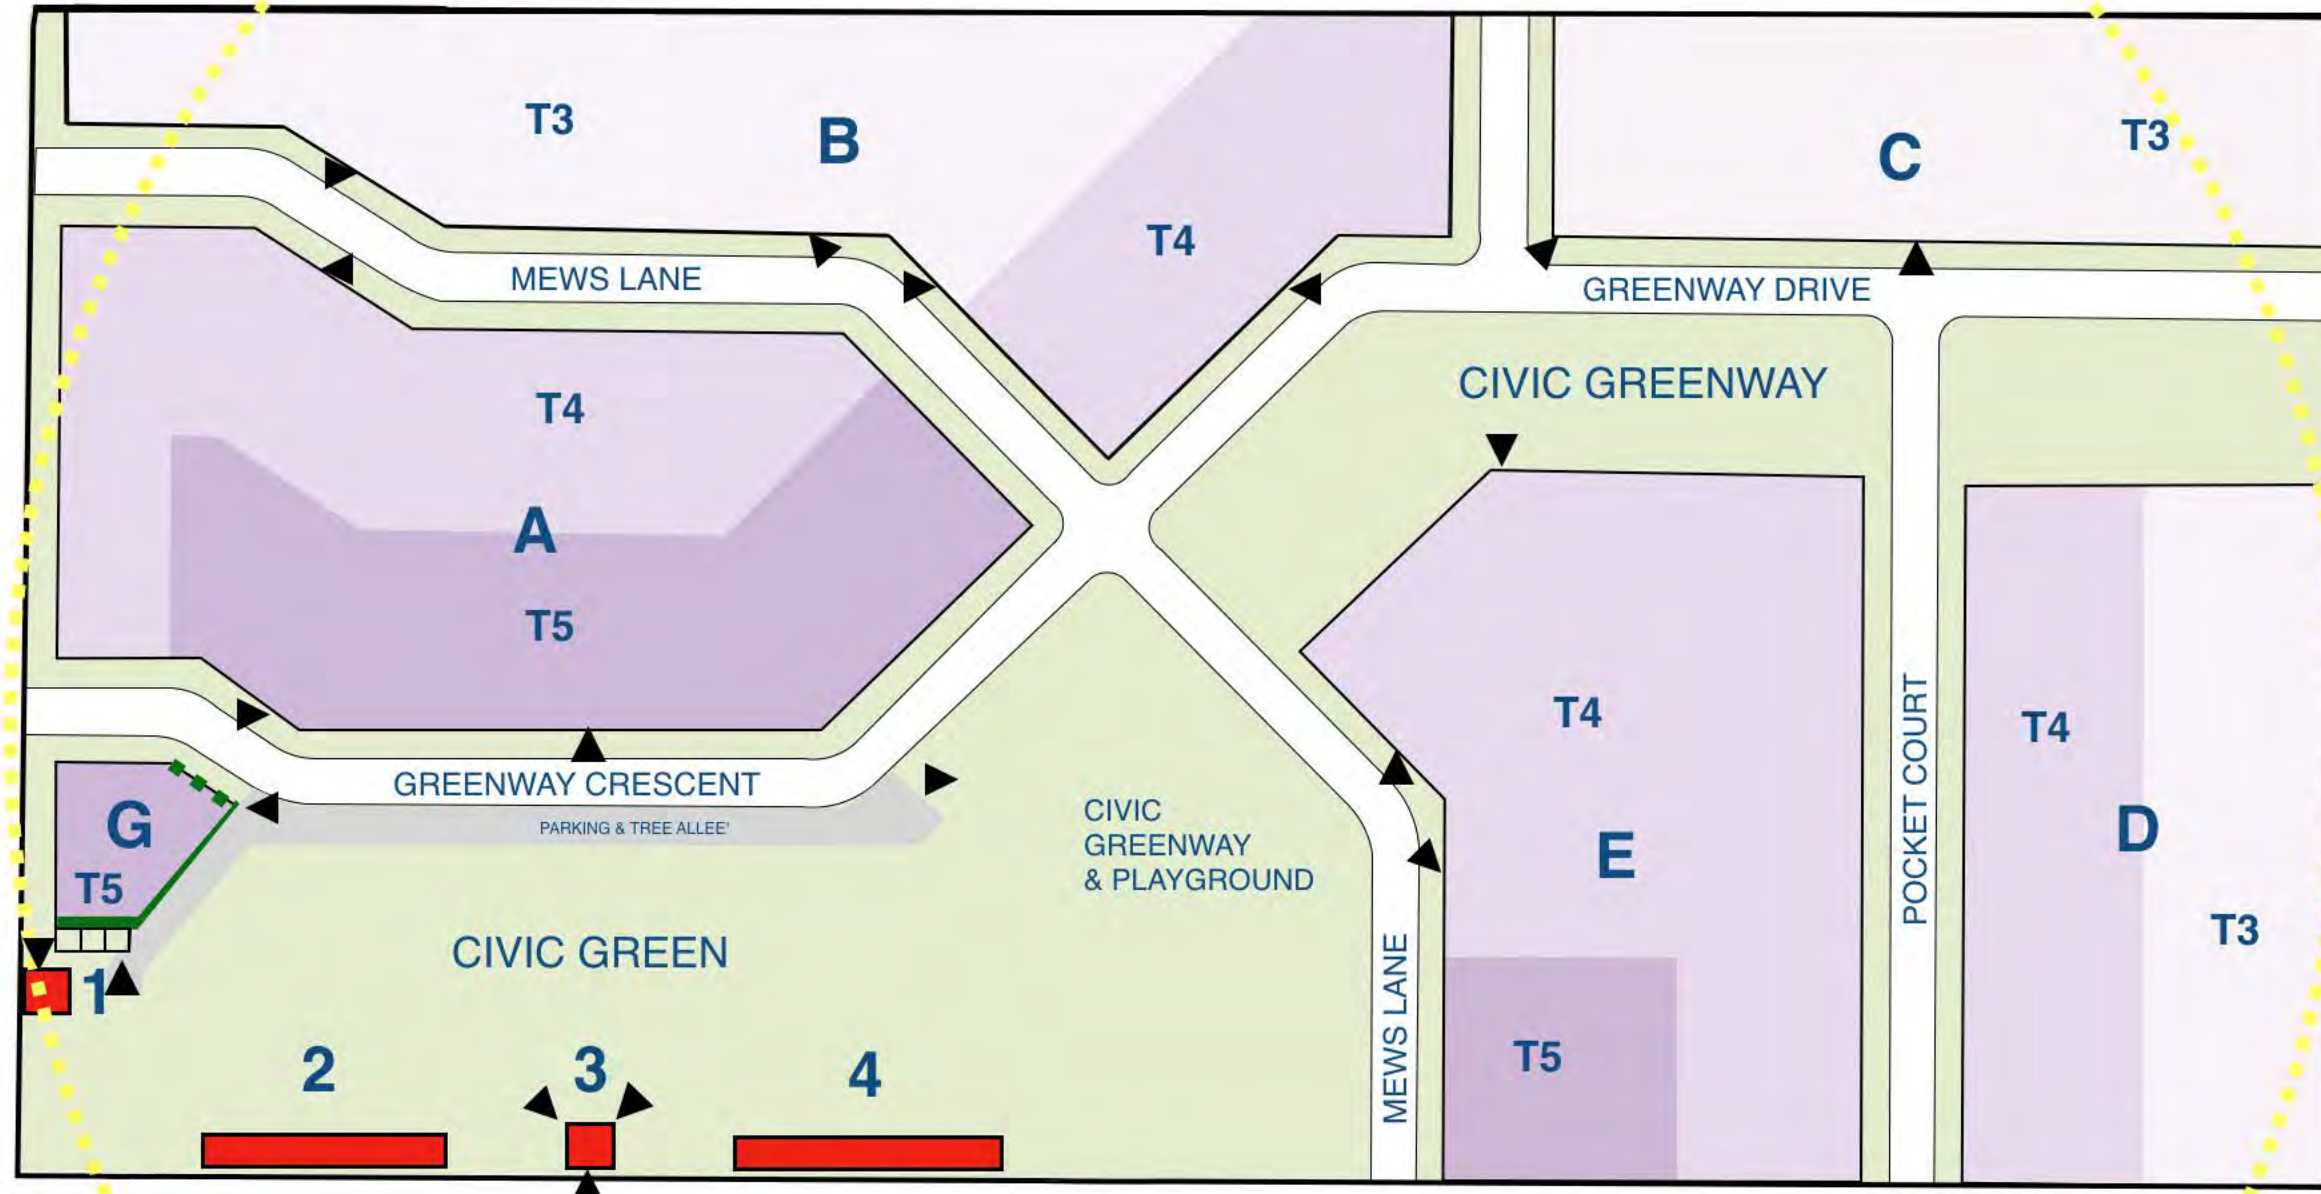 T3
B
C
T3
T4
MEWS LANE
GREENWAY DRIVE
CIVIC GREENWAY
T4
A
T5
T4
T4
POCKET COURT
GREENWAY CRESCENT
PARKING & TREE ALLEE'
CIVIC
GREENWAY
& PLAYGROUND
G
T5
E
D
T3
CIVIC GREEN
1
2
3
4
MEWS LANE
T5